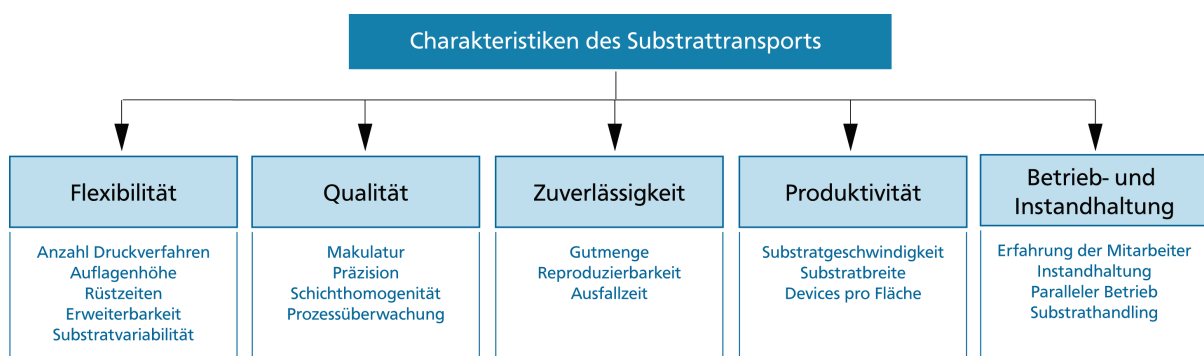 Charakteristiken des Substrattransports
Flexibilität
Anzahl Druckverfahren
Auflagenhöhe
Rüstzeiten
Erweiterbarkeit
Substratvariabilität
Qualität
Makulatur
Präzision
Schichthomogenität
Prozessüberwachung
Zuverlässigkeit
Gutmenge
Reproduzierbarkeit
Ausfallzeit
Produktivität
Substratgeschwindigkeit
Substratbreite
Devices pro Fläche
Betrieb- und
Instandhaltung
Erfahrung der Mitarbeiter
Instandhaltung
Paralleler Betrieb
Substrathandling